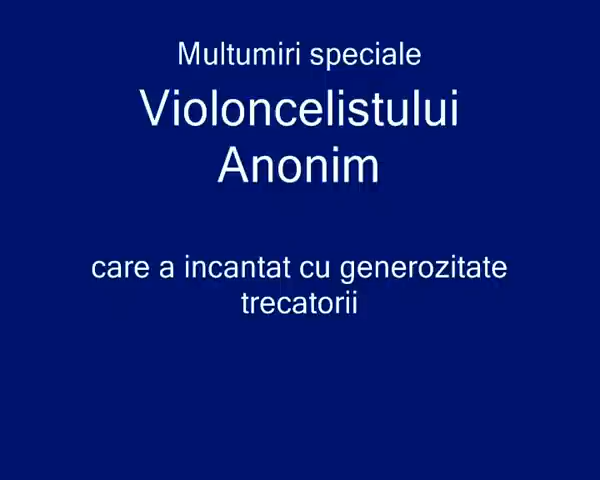 Multumiri speciale
Violoncelistului
Anonim
care a incantat cu generozitate
trecatorii